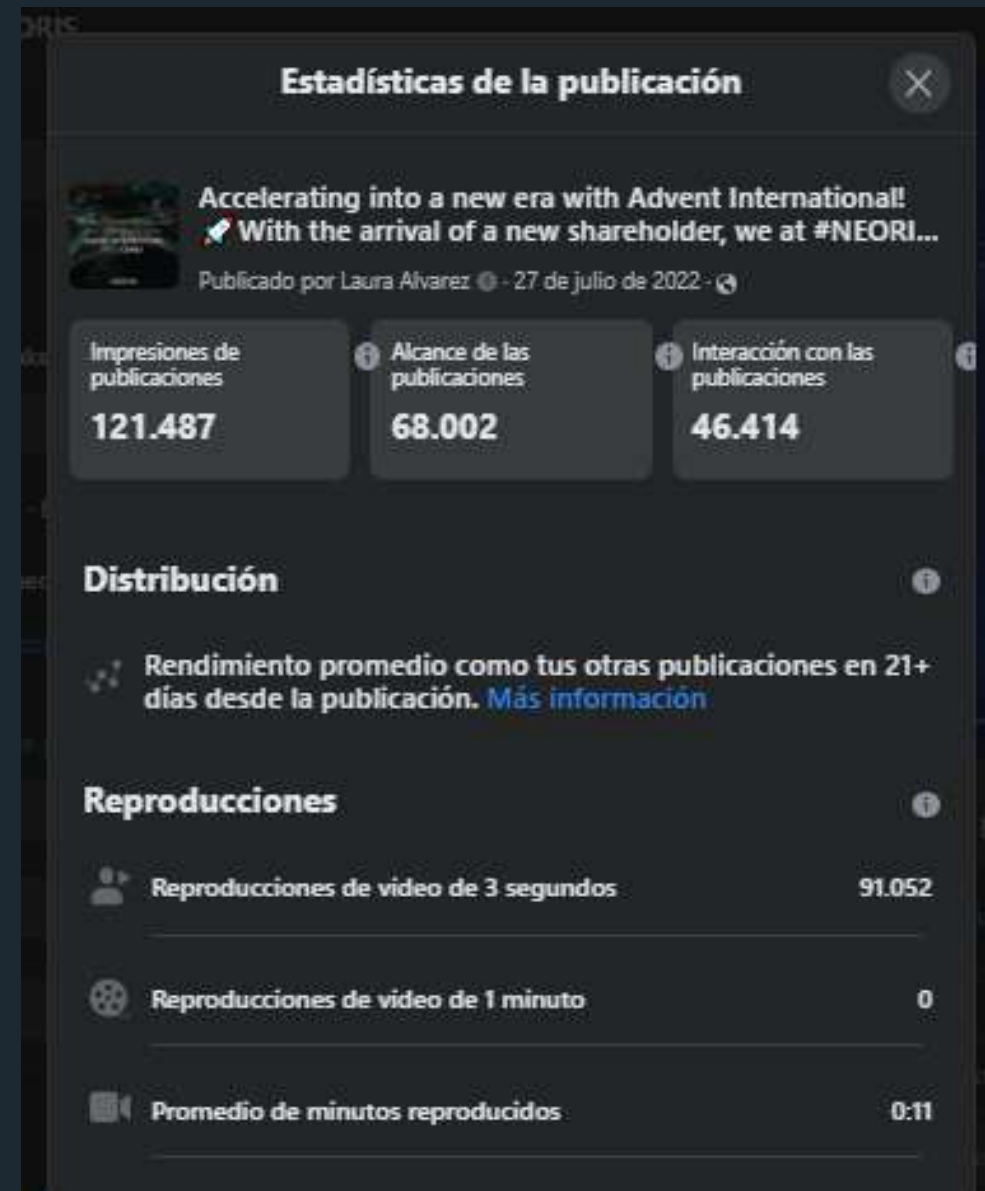 Estadísticas de la publicación
Accelerating into a new era with Advent International!
🚀 With the arrival of a new shareholder, we at #NEORI...
Publicado por Laura Alvarez · 27 de julio de 2022 ·
Impresiones de publicaciones
121.487
Alcance de las publicaciones
68.002
Interacción con las publicaciones
46.414
Distribución
Rendimiento promedio como tus otras publicaciones en 21+
días desde la publicación. Más información
Reproducciones
Reproducciones de video de 3 segundos 91.052
Reproducciones de video de 1 minuto 0
Promedio de minutos reproducidos 0:11